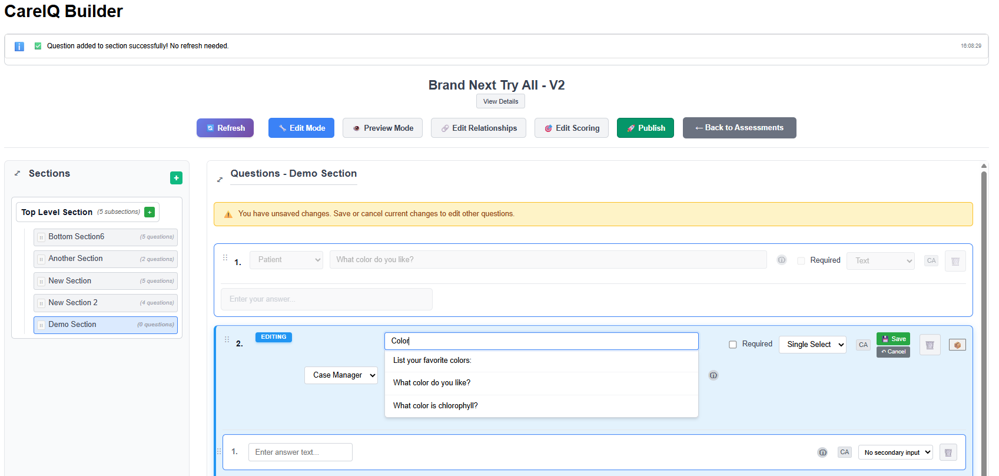 CareIQ Builder
Question added to section successfully! No refresh needed.
16:08:29
Brand Next Try All - V2
View Details
Refresh
Edit Mode
Preview Mode
Edit Relationships
Edit Scoring
Publish
← Back to Assessments
Sections
+
Top Level Section (5 subsections) +
Bottom Section6 (5 questions)
Another Section (2 questions)
New Section (5 questions)
New Section 2 (4 questions)
Demo Section (0 questions)
Questions - Demo Section
You have unsaved changes. Save or cancel current changes to edit other questions.
1. Patient What color do you like? Required Text CA
Enter your answer...
2. EDITING Color Required Single Select CA Save
Cancel
Case Manager
List your favorite colors:
What color do you like?
What color is chlorophyll?
1. Enter answer text... CA No secondary input